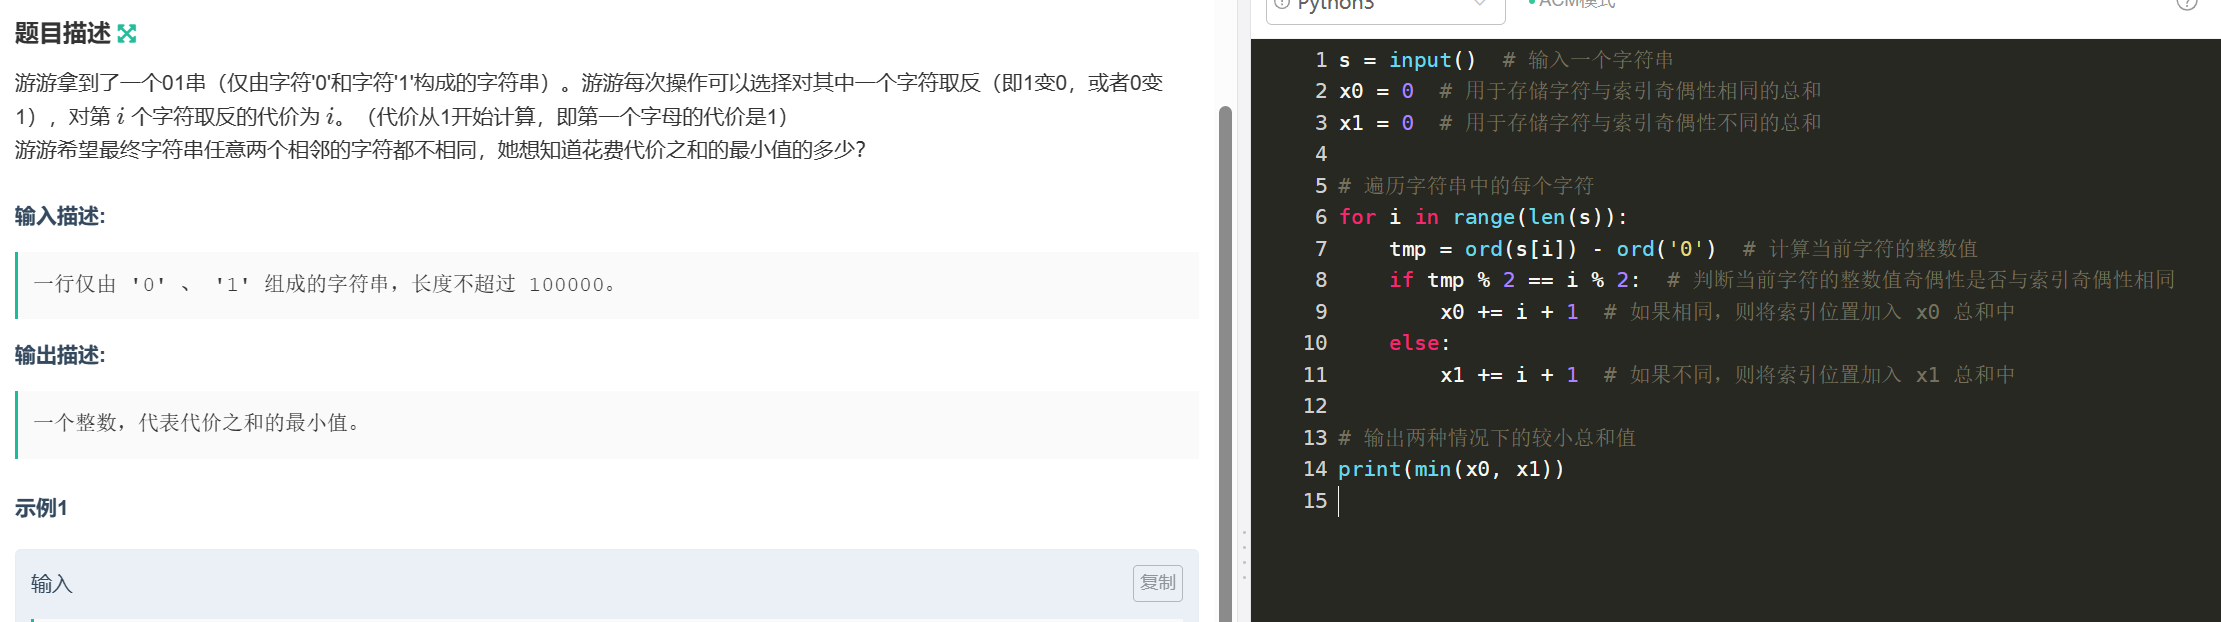 题目描述
游游拿到了一个01串（仅由字符'0'和字符'1'构成的字符串）。游游每次操作可以选择对其中一个字符取反（即1变0，或者0变
1），对第 i 个字符取反的代价为 i。（代价从1开始计算，即第一个字母的代价是1）
游游希望最终字符串任意两个相邻的字符都不相同，她想知道花费代价之和的最小值的多少？
输入描述:
一行仅由 '0' 、 '1' 组成的字符串，长度不超过 100000。
输出描述:
一个整数，代表代价之和的最小值。
示例1
输入
复制
Python3
ACM模式
1 s = input()  # 输入一个字符串
2 x0 = 0  # 用于存储字符与索引奇偶性相同的总和
3 x1 = 0  # 用于存储字符与索引奇偶性不同的总和
4
5 # 遍历字符串中的每个字符
6 for i in range(len(s)):
7     tmp = ord(s[i]) - ord('0')  # 计算当前字符的整数值
8     if tmp % 2 == i % 2:  # 判断当前字符的整数值奇偶性是否与索引奇偶性相同
9         x0 += i + 1  # 如果相同，则将索引位置加入 x0 总和中
10     else:
11         x1 += i + 1  # 如果不同，则将索引位置加入 x1 总和中
12
13 # 输出两种情况下的较小总和值
14 print(min(x0, x1))
15